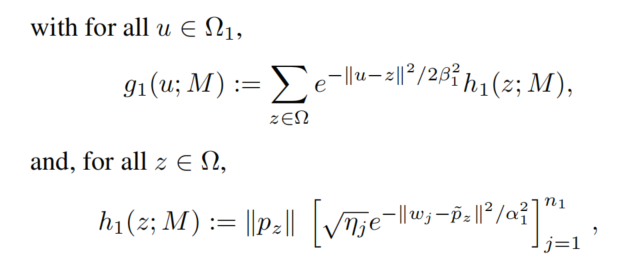 with for all u ∈ Ω₁,
g₁(u; M) := ∑_{z∈Ω} e^{−‖u−z‖²/2β₁²} h₁(z; M),
and, for all z ∈ Ω,
h₁(z; M) := ‖p_z‖ [√η_j e^{−‖w_j−p̃_z‖²/α₁²}]_{j=1}^{n₁} ,